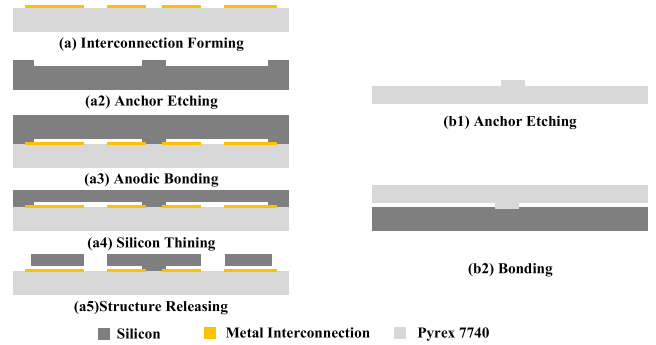 (a) Interconnection Forming
(a2) Anchor Etching
(a3) Anodic Bonding
(a4) Silicon Thining
(a5)Structure Releasing
(b1) Anchor Etching
(b2) Bonding
Silicon
Metal Interconnection
Pyrex 7740